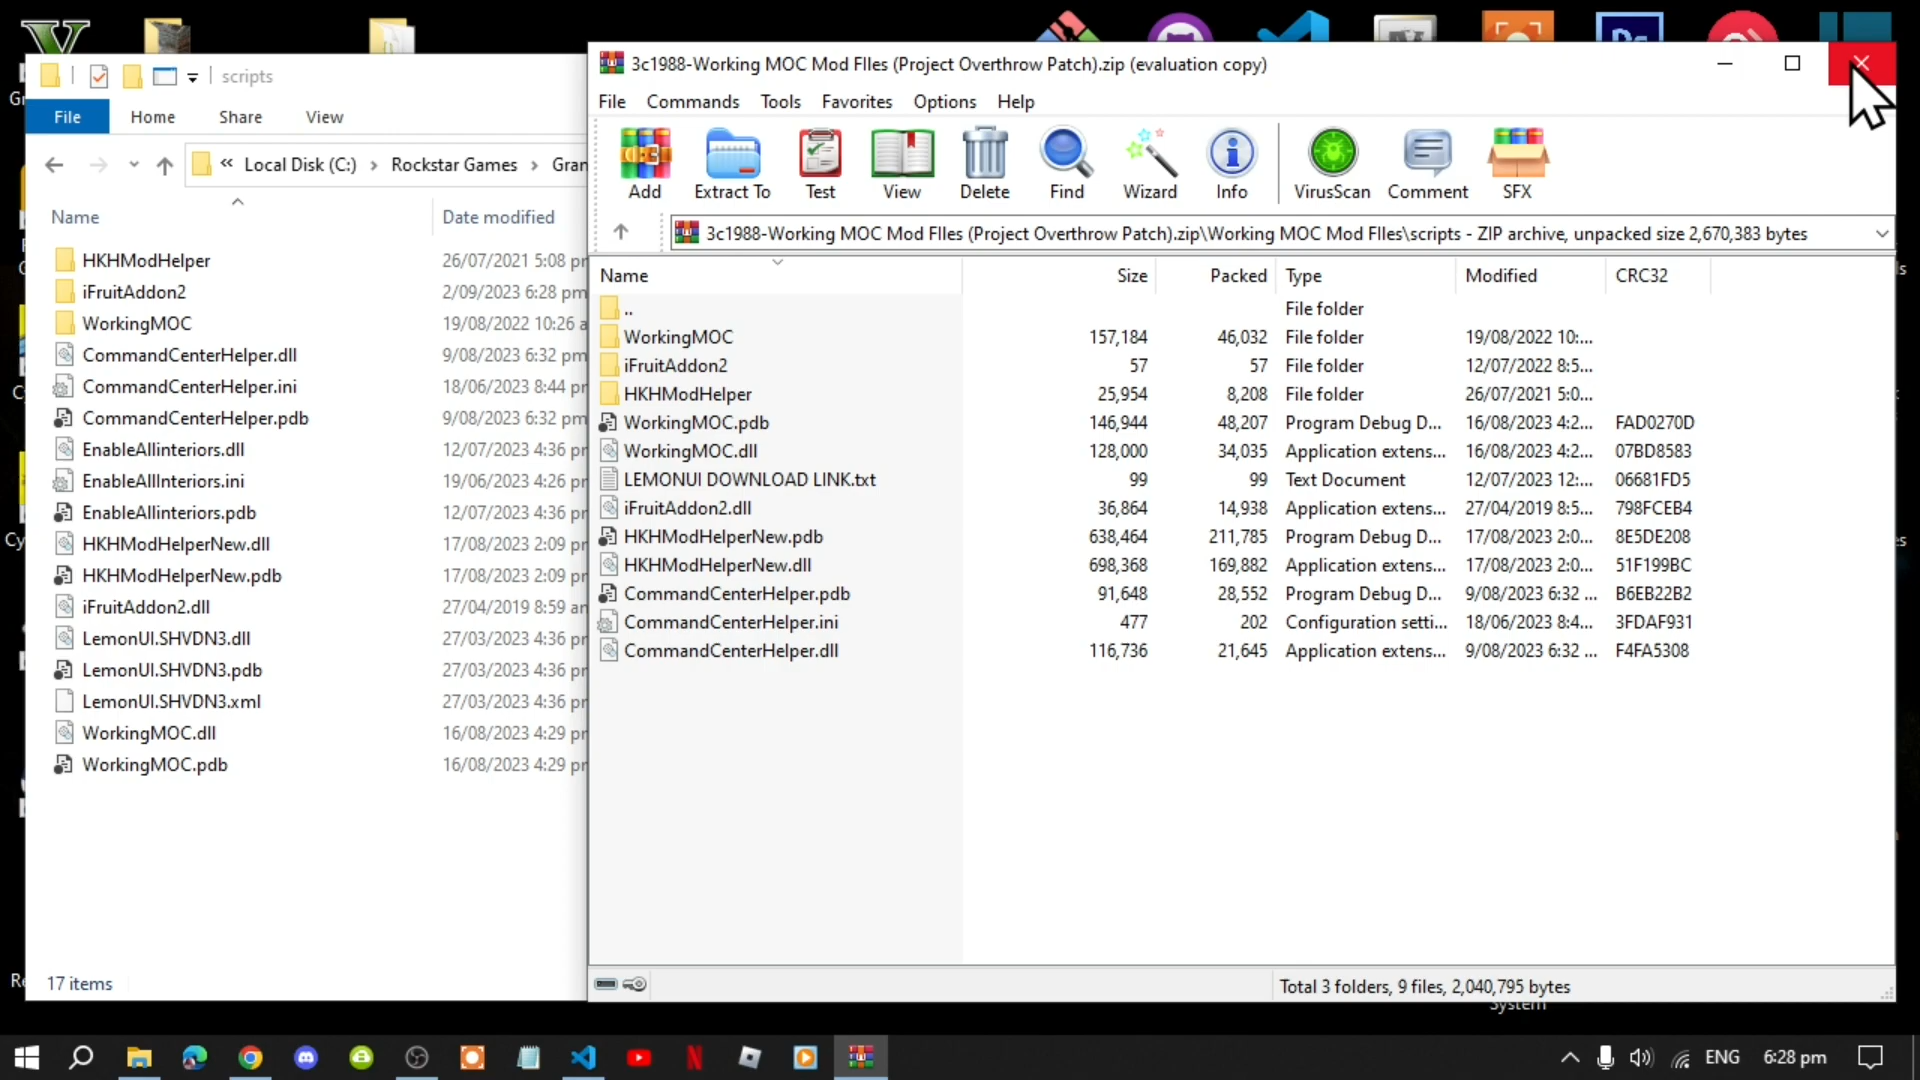 scripts
File Home Share View
« Local Disk (C:) › Rockstar Games › Gran
Name Date modified
HKHModHelper 26/07/2021 5:08 pm
iFruitAddon2 2/09/2023 6:28 pm
WorkingMOC 19/08/2022 10:26 a
CommandCenterHelper.dll 9/08/2023 6:32 pm
CommandCenterHelper.ini 18/06/2023 8:44 pr
CommandCenterHelper.pdb 9/08/2023 6:32 pm
EnableAllinteriors.dll 12/07/2023 4:36 pr
EnableAllInteriors.ini 19/06/2023 4:26 pr
EnableAllinteriors.pdb 12/07/2023 4:36 pr
HKHModHelperNew.dll 17/08/2023 2:09 pr
HKHModHelperNew.pdb 17/08/2023 2:09 pr
iFruitAddon2.dll 27/04/2019 8:59 an
LemonUI.SHVDN3.dll 27/03/2023 4:36 pr
LemonUI.SHVDN3.pdb 27/03/2023 4:36 pr
LemonUI.SHVDN3.xml 27/03/2023 4:36 pr
WorkingMOC.dll 16/08/2023 4:29 pr
WorkingMOC.pdb 16/08/2023 4:29 pr
17 items
3c1988-Working MOC Mod FIles (Project Overthrow Patch).zip (evaluation copy)
File Commands Tools Favorites Options Help
Add Extract To Test View Delete Find Wizard Info VirusScan Comment SFX
3c1988-Working MOC Mod FIles (Project Overthrow Patch).zip\Working MOC Mod FIles\scripts - ZIP archive, unpacked size 2,670,383 bytes
Name Size Packed Type Modified CRC32
.. File folder
WorkingMOC 157,184 46,032 File folder 19/08/2022 10:...
iFruitAddon2 57 57 File folder 12/07/2022 8:5...
HKHModHelper 25,954 8,208 File folder 26/07/2021 5:0...
WorkingMOC.pdb 146,944 48,207 Program Debug D... 16/08/2023 4:2... FAD0270D
WorkingMOC.dll 128,000 34,035 Application extens... 16/08/2023 4:2... 07BD8583
LEMONUI DOWNLOAD LINK.txt 99 99 Text Document 12/07/2023 12:... 06681FD5
iFruitAddon2.dll 36,864 14,938 Application extens... 27/04/2019 8:5... 798FCEB4
HKHModHelperNew.pdb 638,464 211,785 Program Debug D... 17/08/2023 2:0... 8E5DE208
HKHModHelperNew.dll 698,368 169,882 Application extens... 17/08/2023 2:0... 51F199BC
CommandCenterHelper.pdb 91,648 28,552 Program Debug D... 9/08/2023 6:32 ... B6EB22B2
CommandCenterHelper.ini 477 202 Configuration setti... 18/06/2023 8:4... 3FDAF931
CommandCenterHelper.dll 116,736 21,645 Application extens... 9/08/2023 6:32 ... F4FA5308
Total 3 folders, 9 files, 2,040,795 bytes
System
ENG 6:28 pm